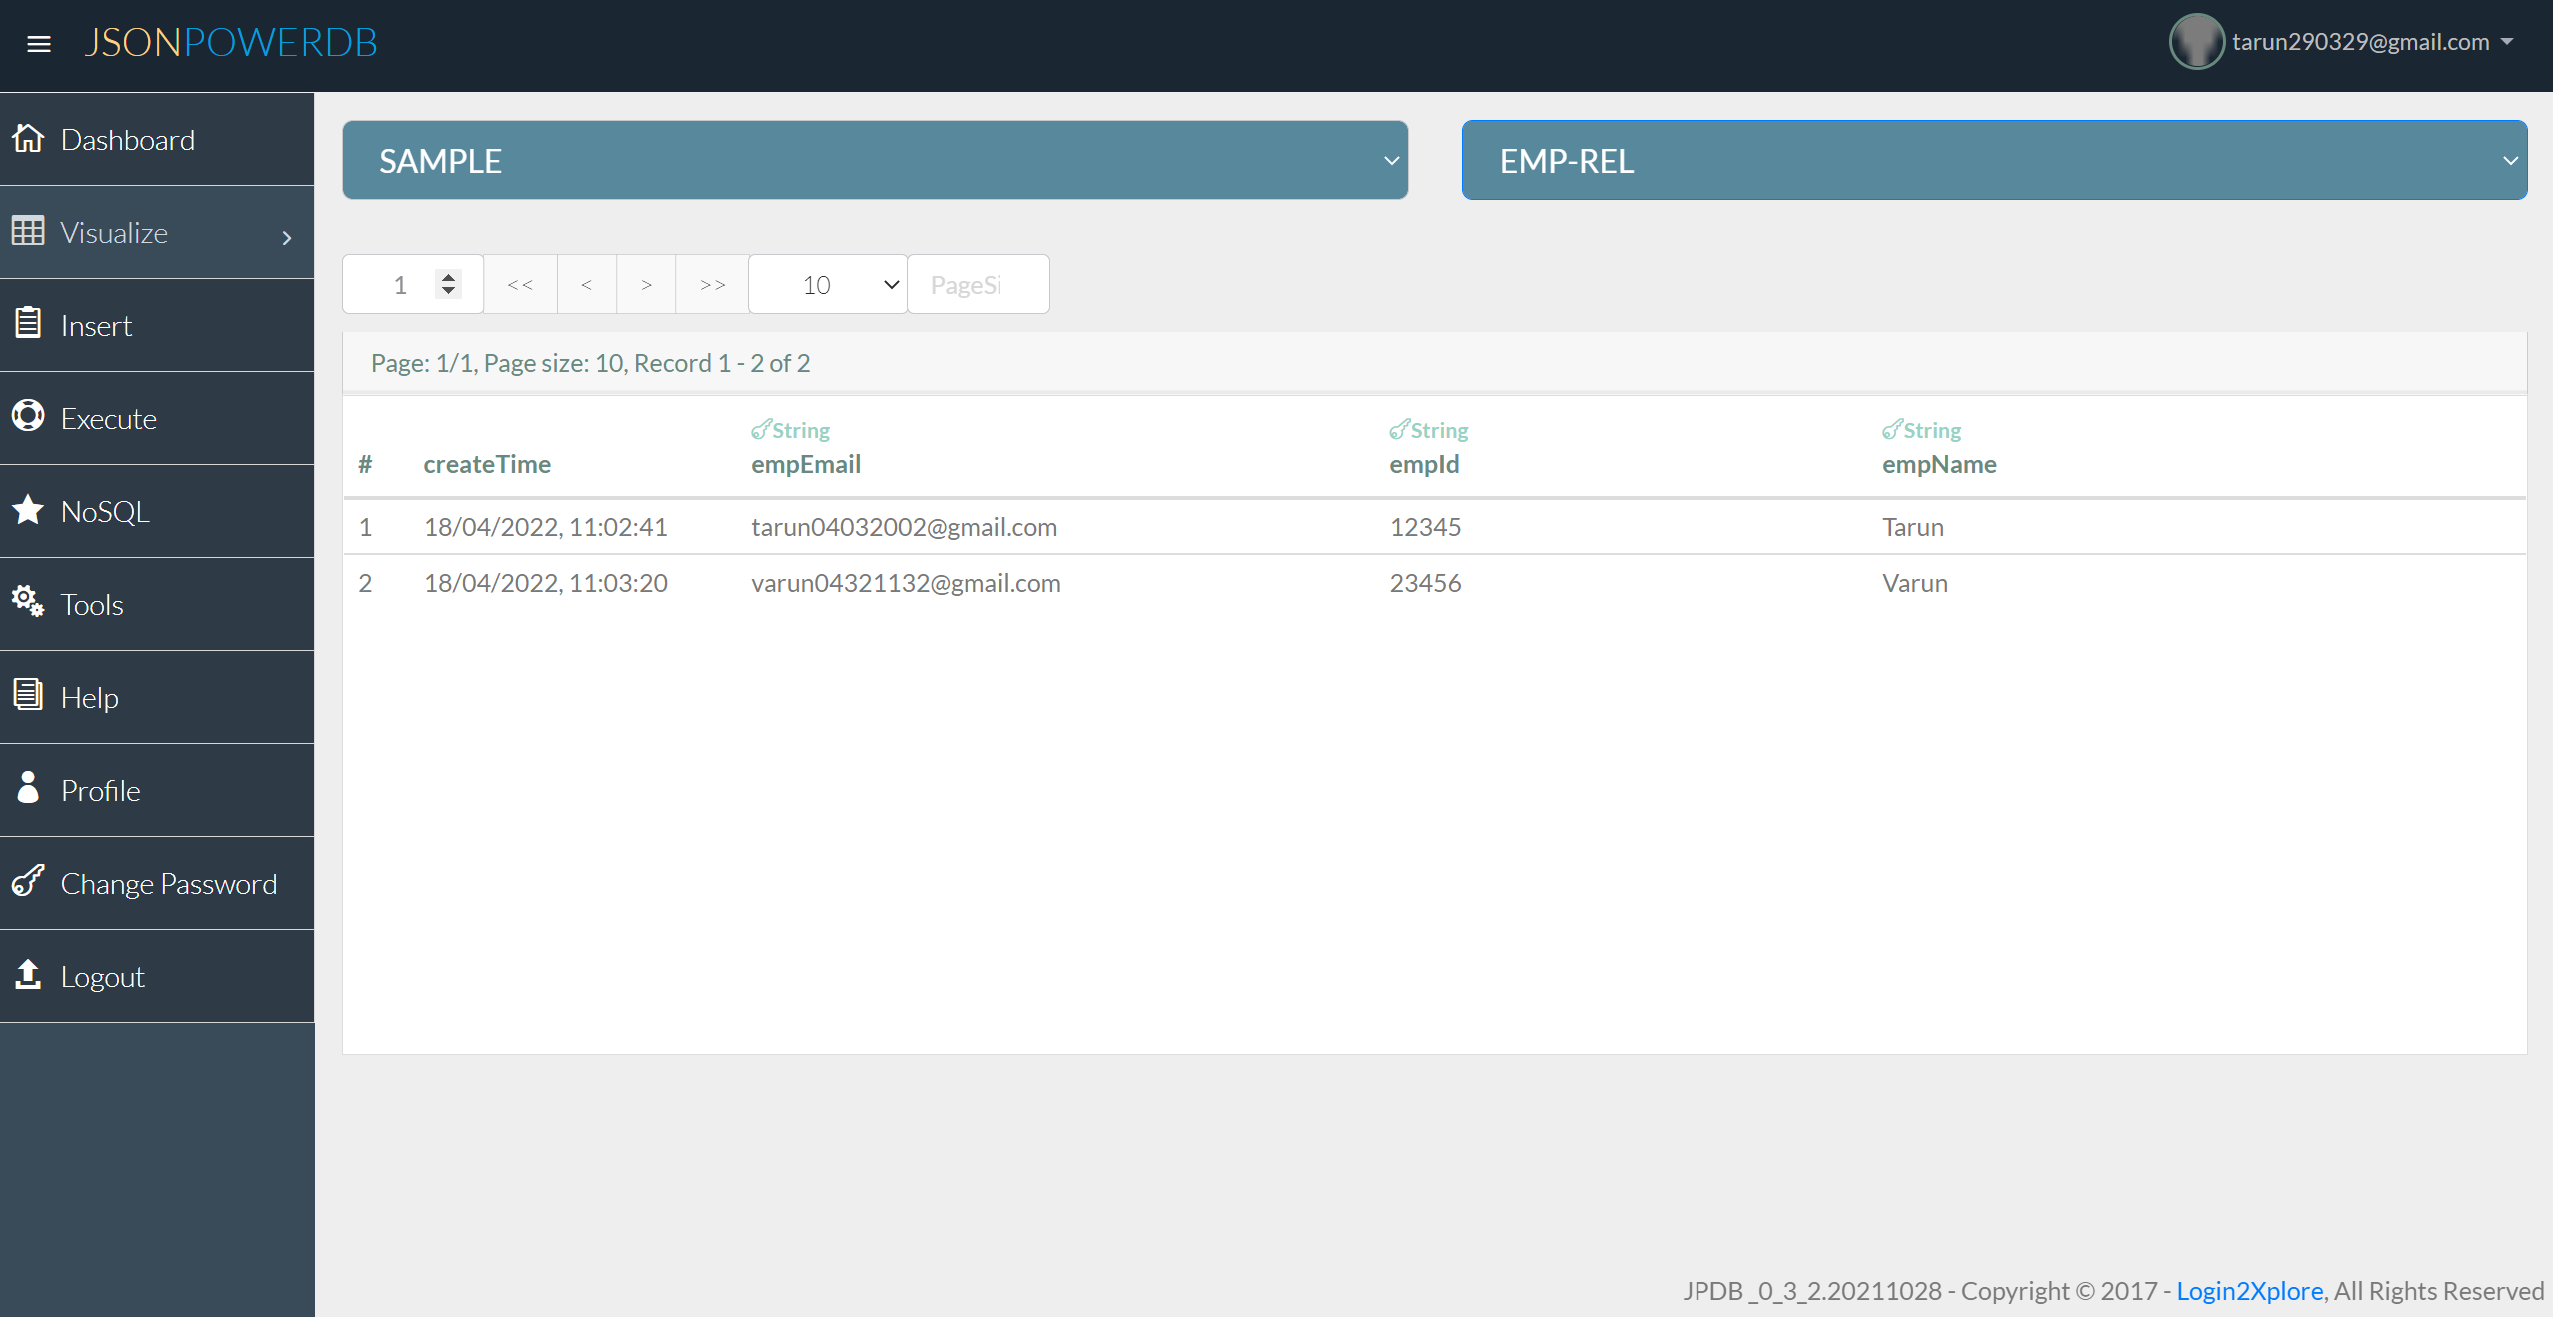 JSONPOWERDB
tarun290329@gmail.com
Dashboard
Visualize
Insert
Execute
NoSQL
Tools
Help
Profile
Change Password
Logout
SAMPLE
EMP-REL
1 << < > >> 10 PageSi
Page: 1/1, Page size: 10, Record 1 - 2 of 2
String String String
# createTime empEmail empId empName
1 18/04/2022, 11:02:41 tarun04032002@gmail.com 12345 Tarun
2 18/04/2022, 11:03:20 varun04321132@gmail.com 23456 Varun
JPDB _0_3_2.20211028 - Copyright © 2017 - Login2Xplore, All Rights Reserved